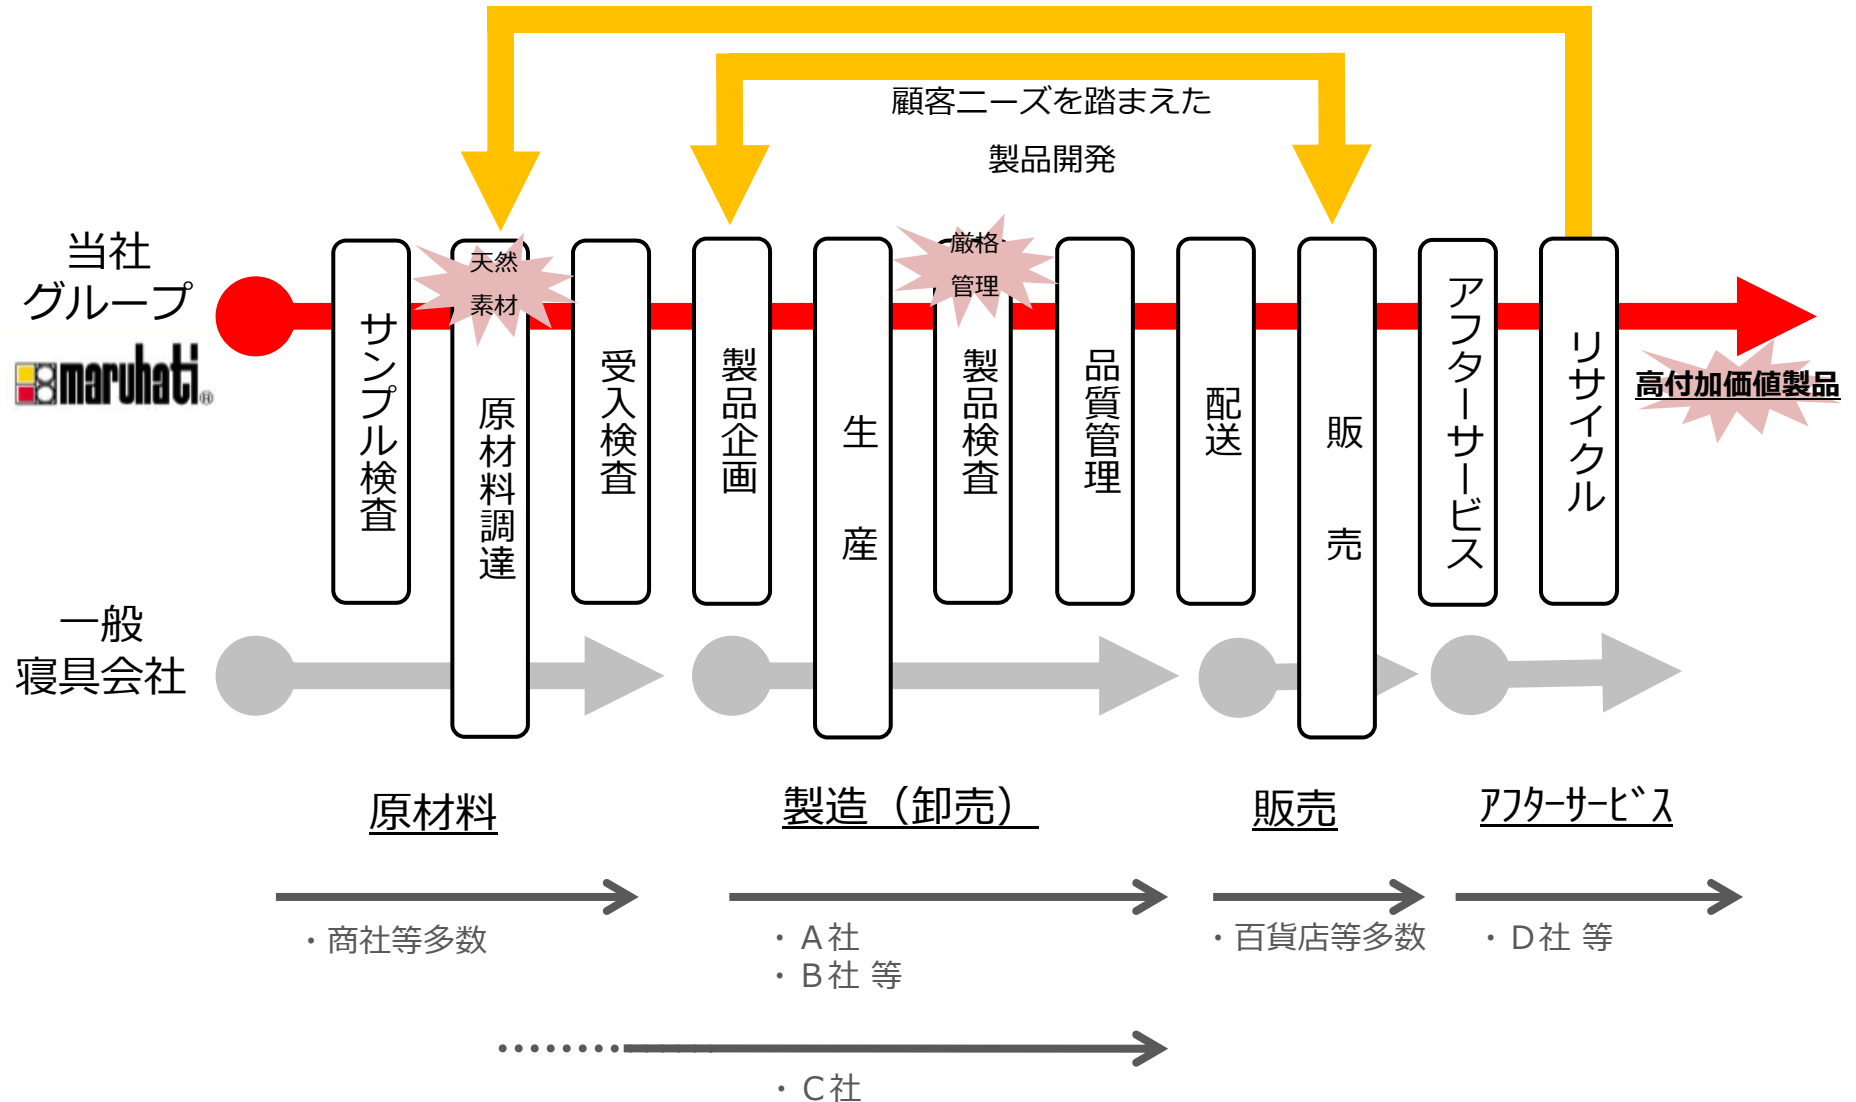 顧客ニーズを踏まえた
製品開発
当社
グループ
maruhati®
サンプル検査
天然
素材
原材料調達
受入検査
製品企画
生産
厳格
管理
製品検査
品質管理
配送
販売
アフターサービス
リサイクル
高付加価値製品
一般
寝具会社
原材料
製造（卸売）
販売
ｱﾌﾀｰｻｰﾋﾞｽ
・商社等多数
・Ａ社
・Ｂ社 等
・百貨店等多数
・Ｄ社 等
・Ｃ社